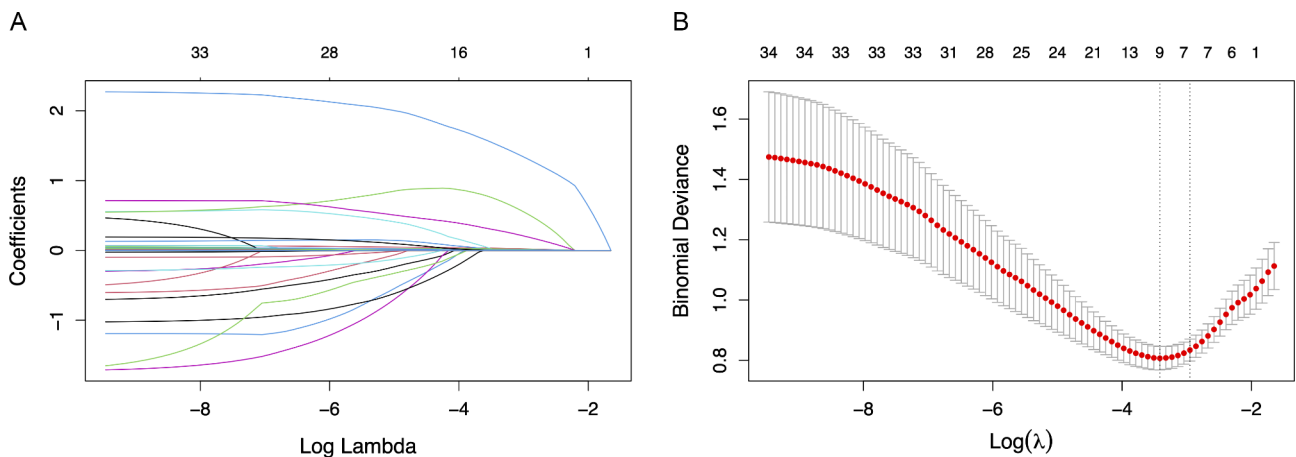 A
33 28 16 1
Coefficients
2
1
0
−1
−8 −6 −4 −2
Log Lambda
B
34 34 33 33 33 31 28 25 24 21 13 9 7 7 6 1
Binomial Deviance
1.6
1.4
1.2
1.0
0.8
−8 −6 −4 −2
Log(λ)